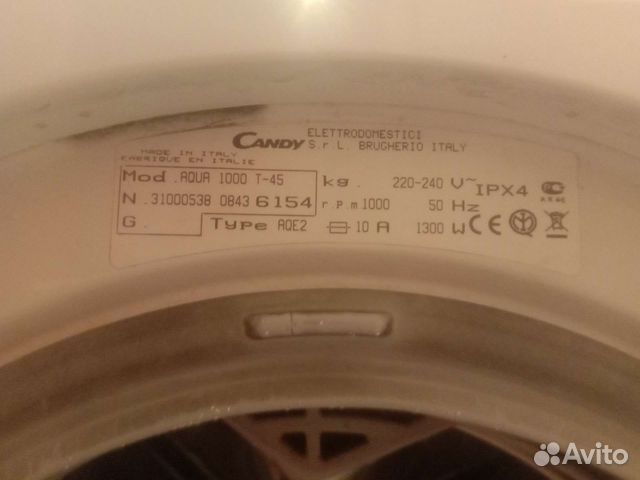 CANDY ELETTRODOMESTICI
S.r L. BRUGHERIO ITALY
MADE IN ITALY
FABRIQUE EN ITALIE
Mod .AQUA 1000 T-45 kg. 220-240 V~ IPX4
N .31000538 0843 6154 r.p.m 1000 50 Hz
G. Type AQE2 10 A 1300 W CE
Avito